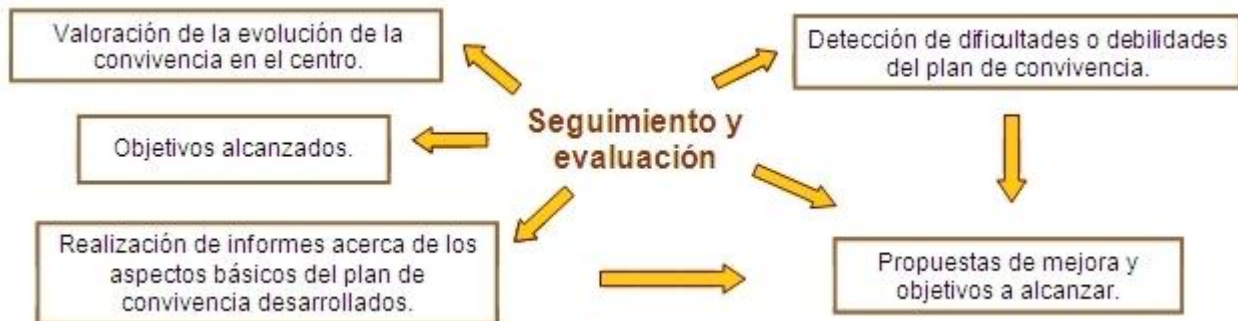 Valoración de la evolución de la
convivencia en el centro.
Detección de dificultades o debilidades
del plan de convivencia.
Seguimiento y
evaluación
Objetivos alcanzados.
Realización de informes acerca de los
aspectos básicos del plan de
convivencia desarrollados.
Propuestas de mejora y
objetivos a alcanzar.